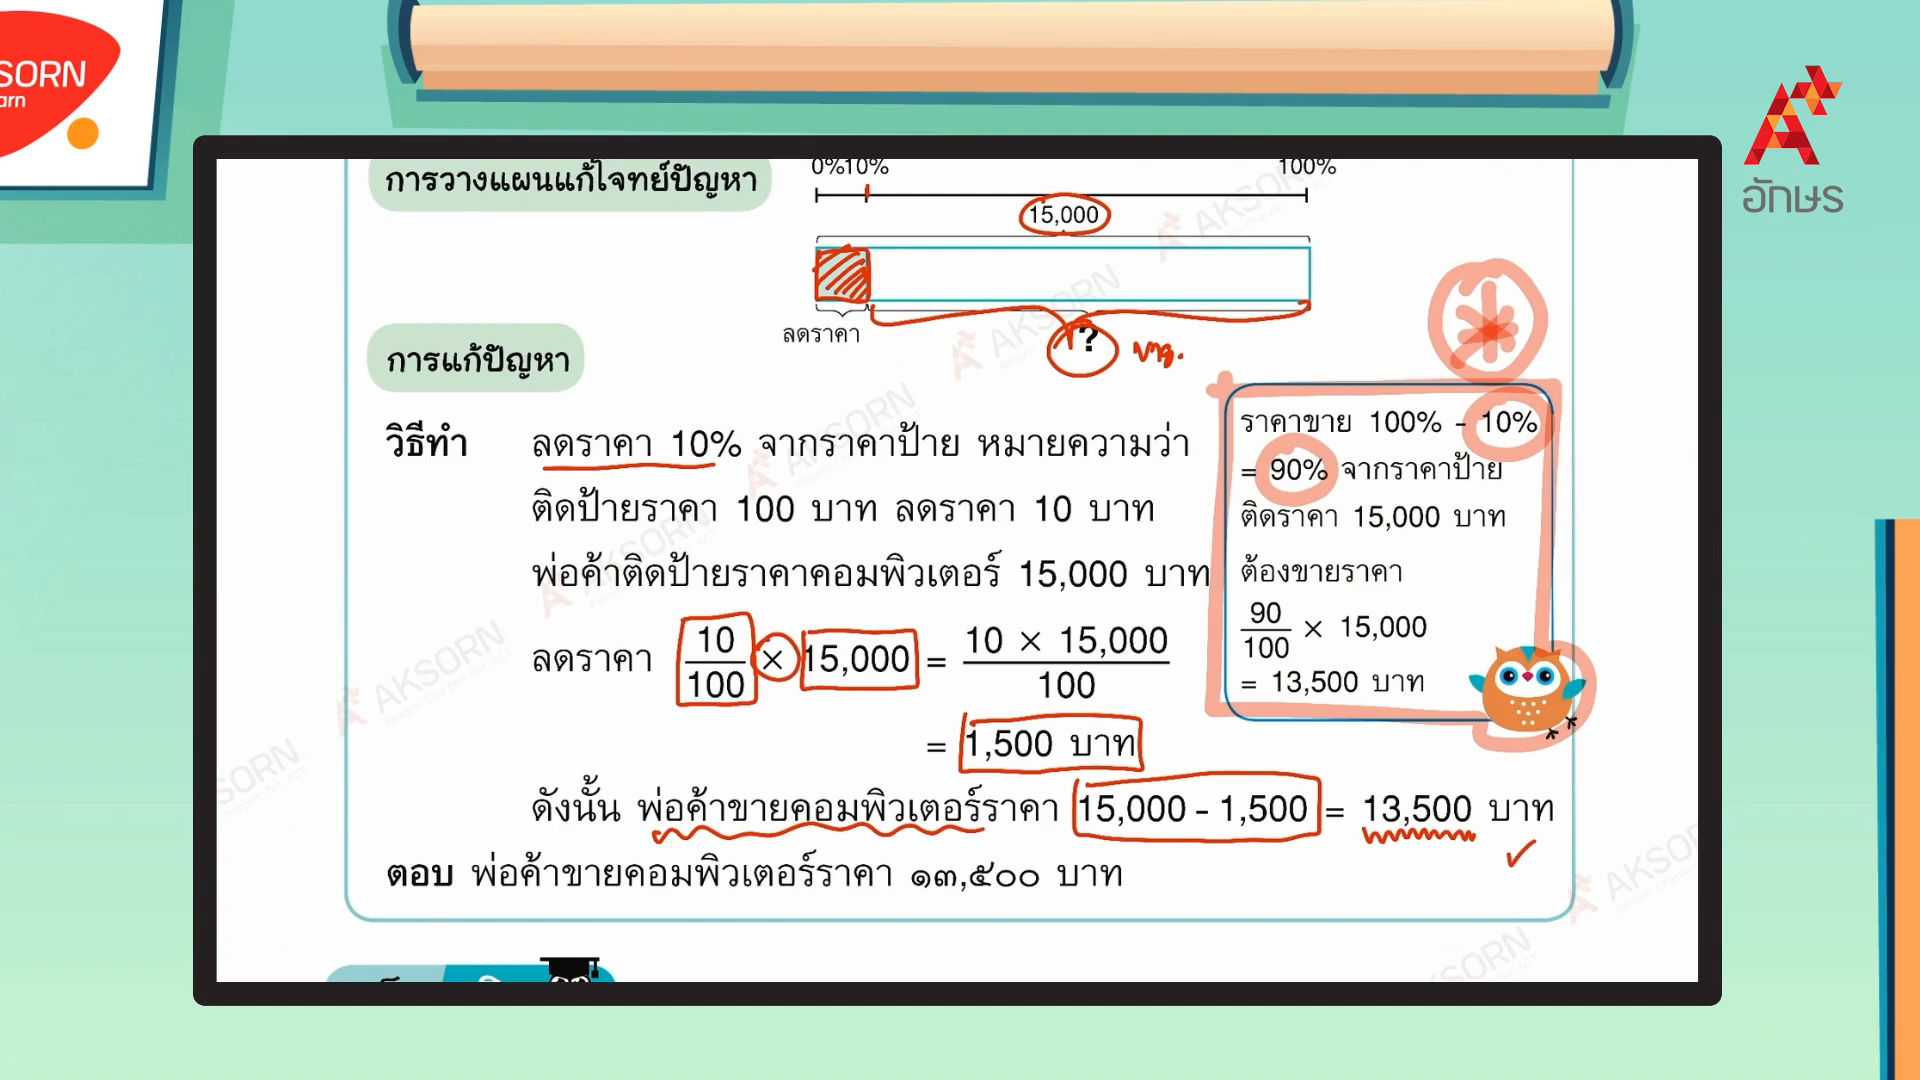 SORN
arn
อักษร
การวางแผนแก้โจทย์ปัญหา
0%10% 100%
15,000
ลดราคา
?
ขาย.
การแก้ปัญหา
วิธีทำ ลดราคา 10% จากราคาป้าย หมายความว่า
ติดป้ายราคา 100 บาท ลดราคา 10 บาท
พ่อค้าติดป้ายราคาคอมพิวเตอร์ 15,000 บาท
ลดราคา 10/100 × 15,000 = 10 × 15,000/100
= 1,500 บาท
ดังนั้น พ่อค้าขายคอมพิวเตอร์ราคา 15,000 - 1,500 = 13,500 บาท
ตอบ พ่อค้าขายคอมพิวเตอร์ราคา ๑๓,๕๐๐ บาท
ราคาขาย 100% - 10%
= 90% จากราคาป้าย
ติดราคา 15,000 บาท
ต้องขายราคา
90/100 × 15,000
= 13,500 บาท